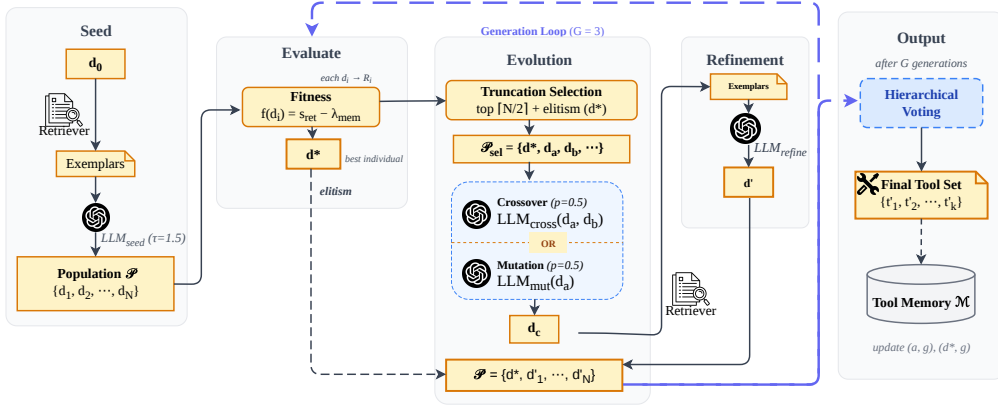 Seed
d0
Retriever
Exemplars
LLMseed (τ=1.5)
Population 𝒫
{d1, d2, ⋯, dN}
Evaluate
each di → Ri
Fitness
f(di) = sret − λmem
d*
best individual
elitism
Generation Loop (G = 3)
Evolution
Truncation Selection
top ⌈N/2⌉ + elitism (d*)
𝒫sel = {d*, da, db, ⋯}
Crossover (p=0.5)
LLMcross(da, db)
OR
Mutation (p=0.5)
LLMmut(da)
dc
𝒫 = {d*, d'1, ⋯, d'N}
Retriever
Refinement
Exemplars
LLMrefine
d'
Output
after G generations
Hierarchical
Voting
Final Tool Set
{t'1, t'2, ⋯, t'k}
Tool Memory ℳ
update (a, g), (d*, g)